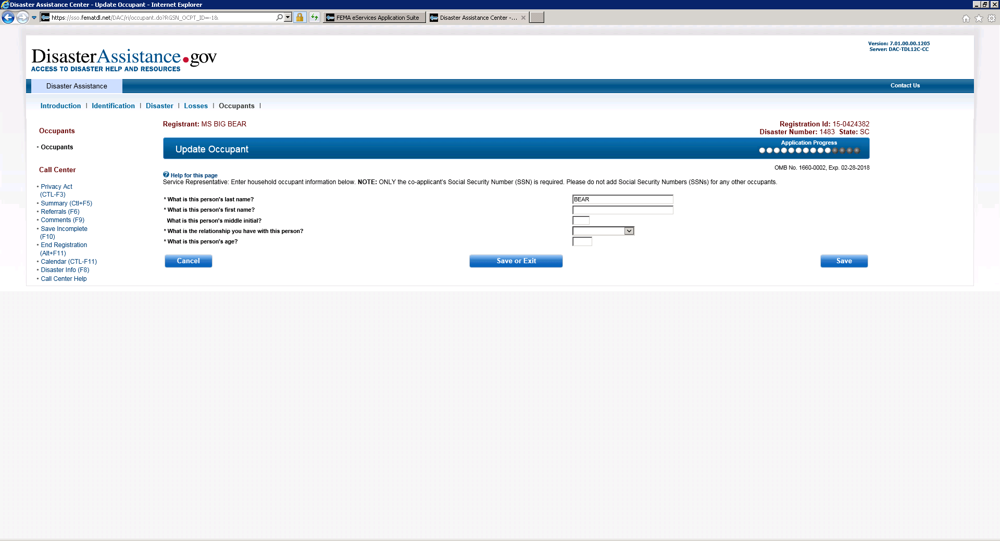 Disaster Assistance Center - Update Occupant - Internet Explorer
https://sso.fematdl.net/DAC/ri/occupant.do?RGSN_OCPT_ID=-1&
FEMA eServices Application Suite
Disaster Assistance Center -...
Version: 7.01.00.00.1205
Server: DAC-TDL12C-CC
DisasterAssistance.gov
ACCESS TO DISASTER HELP AND RESOURCES
Disaster Assistance
Contact Us
Introduction | Identification | Disaster | Losses | Occupants |
Occupants
• Occupants
Call Center
• Privacy Act
(CTL-F3)
• Summary (Ctl+F5)
• Referrals (F6)
• Comments (F9)
• Save Incomplete
(F10)
• End Registration
(Alt+F11)
• Calendar (CTL-F11)
• Disaster Info (F8)
• Call Center Help
Registrant: MS BIG BEAR
Registration Id: 15-0424382
Disaster Number: 1483 State: SC
Update Occupant
Application Progress
OMB No. 1660-0002, Exp. 02-28-2018
? Help for this page
Service Representative: Enter household occupant information below. NOTE: ONLY the co-applicant's Social Security Number (SSN) is required. Please do not add Social Security Numbers (SSNs) for any other occupants.
* What is this person's last name? BEAR
* What is this person's first name?
What is this person's middle initial?
* What is the relationship you have with this person?
* What is this person's age?
Cancel
Save or Exit
Save